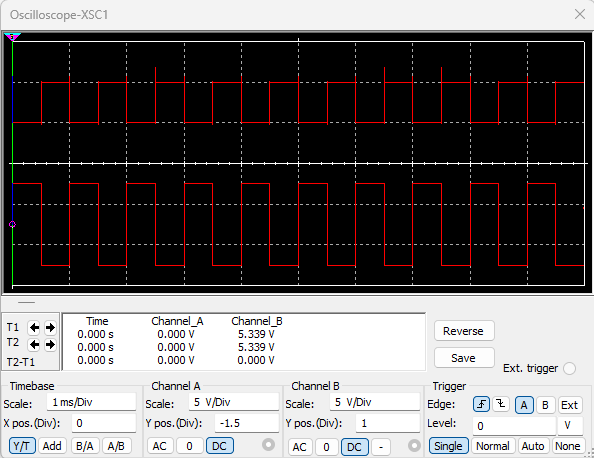 Oscilloscope-XSC1
Time Channel_A Channel_B
T1 0.000 s 0.000 V 5.339 V
T2 0.000 s 0.000 V 5.339 V
T2-T1 0.000 s 0.000 V 0.000 V
Reverse
Save
Ext. trigger
Timebase
Scale: 1 ms/Div
X pos.(Div): 0
Y/T Add B/A A/B
Channel A
Scale: 5 V/Div
Y pos.(Div): -1.5
AC 0 DC
Channel B
Scale: 5 V/Div
Y pos.(Div): 1
AC 0 DC -
Trigger
Edge: A B Ext
Level: 0 V
Single Normal Auto None